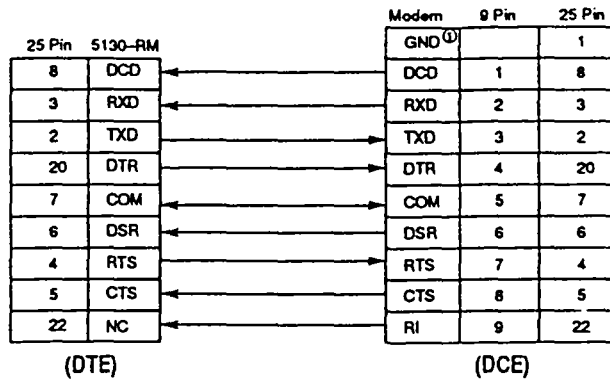 Modem 9 Pin 25 Pin
GND① 1
25 Pin 5130–RM
8 DCD DCD 1 8
3 RXD RXD 2 3
2 TXD TXD 3 2
20 DTR DTR 4 20
7 COM COM 5 7
6 DSR DSR 6 6
4 RTS RTS 7 4
5 CTS CTS 8 5
22 NC RI 9 22
(DTE) (DCE)